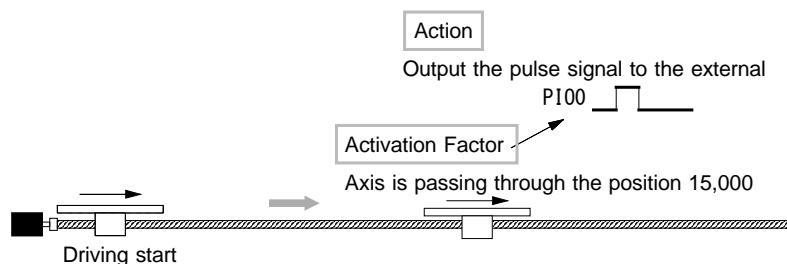 Action
Output the pulse signal to the external
PIO0
Activation Factor
Axis is passing through the position 15,000
Driving start